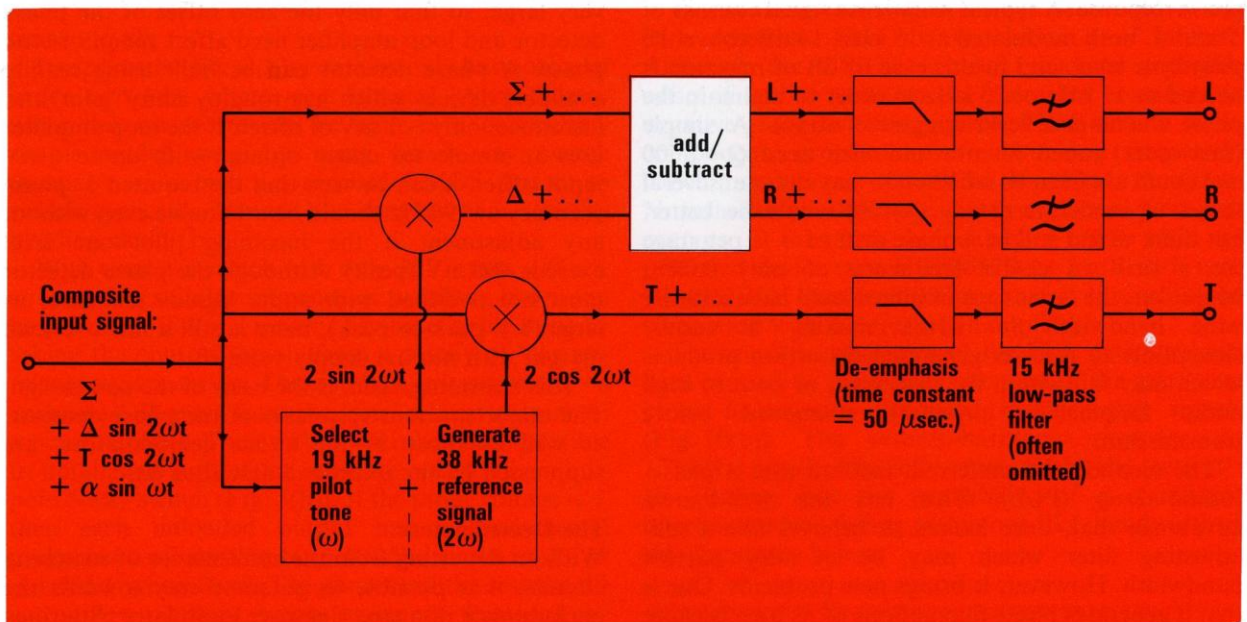 Σ + ...
add/
subtract
L + ...
L
Δ + ...
R + ...
R
Composite
input signal:
T + ...
T
Σ
+ Δ sin 2ωt
+ T cos 2ωt
+ α sin ωt
2 sin 2ωt
2 cos 2ωt
De-emphasis
(time constant
= 50 μsec.)
15 kHz
low-pass
filter
(often
omitted)
Select
19 kHz
pilot
tone
(ω)
+
Generate
38 kHz
reference
signal
(2ω)